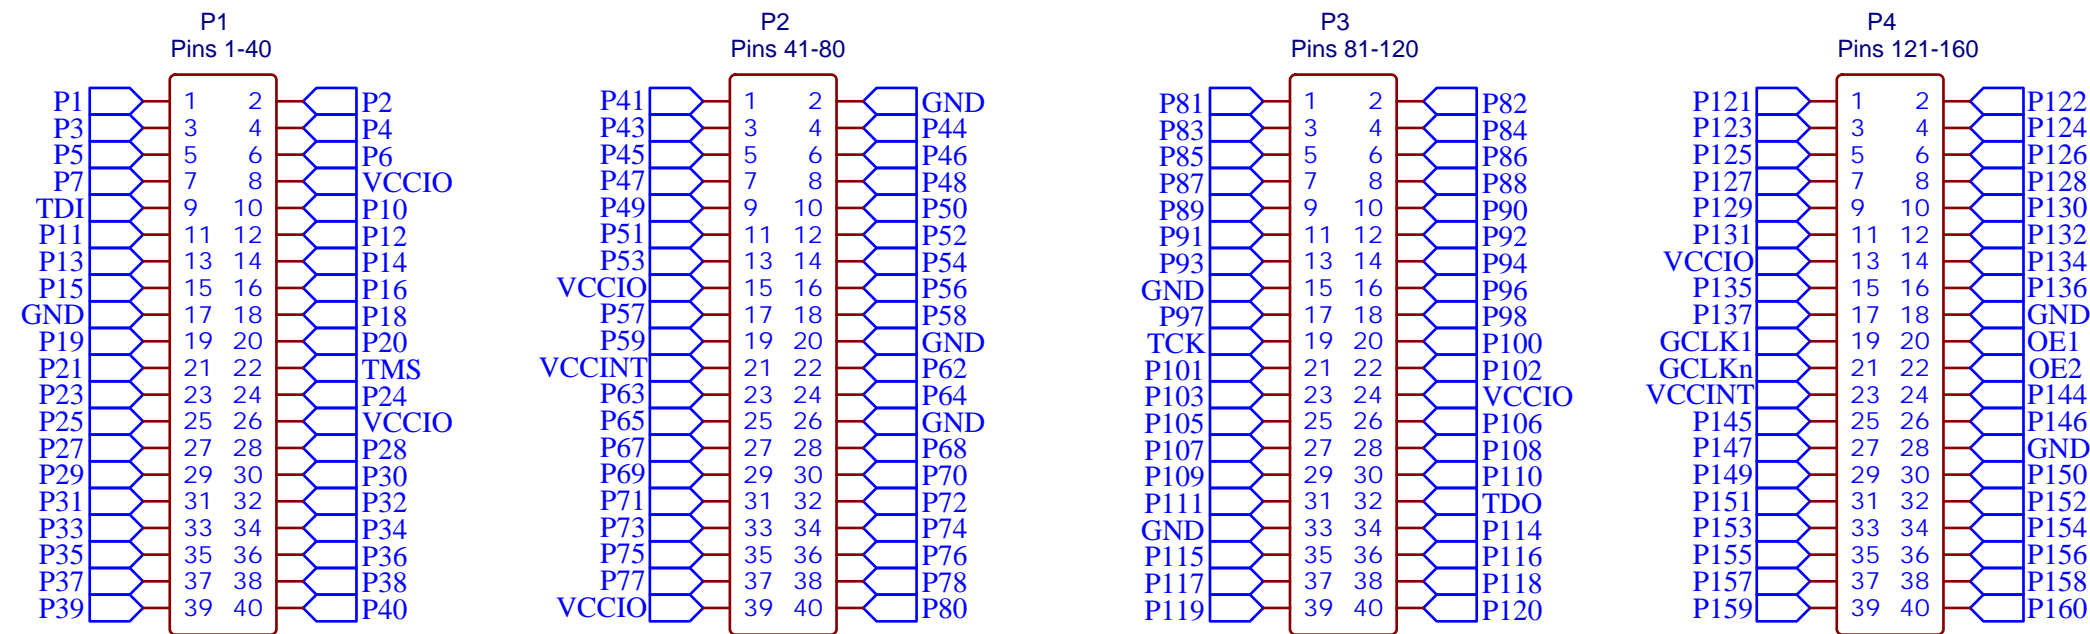 P1 P2 P3 P4
Pins 1-40 Pins 41-80 Pins 81-120 Pins 121-160
P1 1 2 P2 P41 1 2 GND P81 1 2 P82 P121 1 2 P122
P3 3 4 P4 P43 3 4 P44 P83 3 4 P84 P123 3 4 P124
P5 5 6 P6 P45 5 6 P46 P85 5 6 P86 P125 5 6 P126
P7 7 8 VCCIO P47 7 8 P48 P87 7 8 P88 P127 7 8 P128
TDI 9 10 P10 P49 9 10 P50 P89 9 10 P90 P129 9 10 P130
P11 11 12 P12 P51 11 12 P52 P91 11 12 P92 P131 11 12 P132
P13 13 14 P14 P53 13 14 P54 P93 13 14 P94 VCCIO 13 14 P134
P15 15 16 P16 VCCIO 15 16 P56 GND 15 16 P96 P135 15 16 P136
GND 17 18 P18 P57 17 18 P58 P97 17 18 P98 P137 17 18 GND
P19 19 20 P20 P59 19 20 GND TCK 19 20 P100 GCLK1 19 20 OE1
P21 21 22 TMS VCCINT 21 22 P62 P101 21 22 P102 GCLKn 21 22 OE2
P23 23 24 P24 P63 23 24 P64 P103 23 24 VCCIO VCCINT 23 24 P144
P25 25 26 VCCIO P65 25 26 GND P105 25 26 P106 P145 25 26 P146
P27 27 28 P28 P67 27 28 P68 P107 27 28 P108 P147 27 28 GND
P29 29 30 P30 P69 29 30 P70 P109 29 30 P110 P149 29 30 P150
P31 31 32 P32 P71 31 32 P72 P111 31 32 TDO P151 31 32 P152
P33 33 34 P34 P73 33 34 P74 GND 33 34 P114 P153 33 34 P154
P35 35 36 P36 P75 35 36 P76 P115 35 36 P116 P155 35 36 P156
P37 37 38 P38 P77 37 38 P78 P117 37 38 P118 P157 37 38 P158
P39 39 40 P40 VCCIO 39 40 P80 P119 39 40 P120 P159 39 40 P160